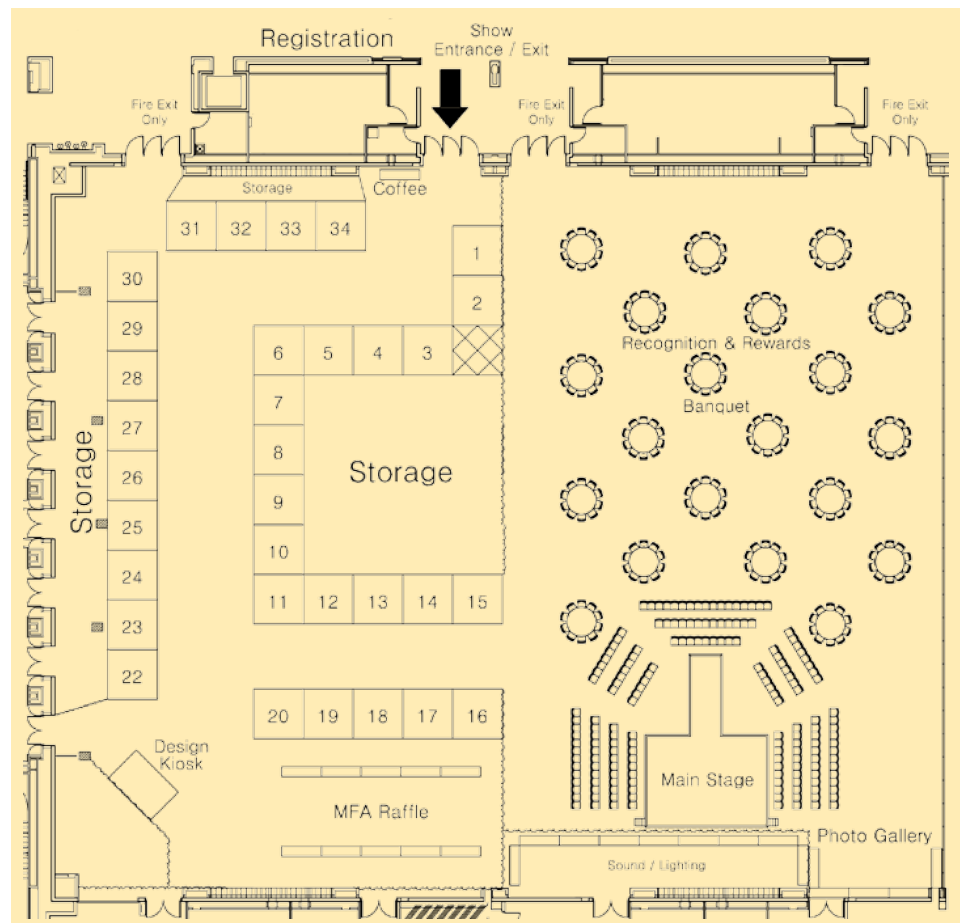 Registration
Show
Entrance / Exit
Fire Exit
Only
Fire Exit
Only
Fire Exit
Only
Storage
Coffee
31 32 33 34
1
30
2
29
6 5 4 3
Recognition & Rewards
28
7
Banquet
27
8
Storage
Storage
26
9
25
10
24
11 12 13 14 15
23
22
20 19 18 17 16
Design
Kiosk
Main Stage
MFA Raffle
Photo Gallery
Sound / Lighting